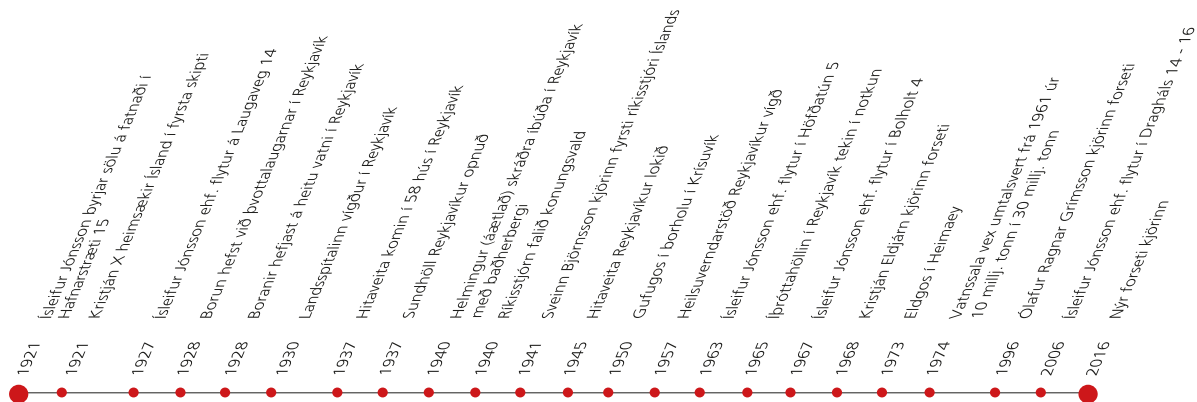 Ísleifur Jónsson byrjar sölu á fatnaði í
Hafnarstræti 15
Kristján X heimsækir Ísland í fyrsta skipti
Ísleifur Jónsson ehf. flytur á Laugaveg 14
Borun hefst við þvottalaugarnar í Reykjavík
Boranir hefjast á heitu vatni í Reykjavík
Landsspítalinn vígður í Reykjavík
Hitaveita komin í 58 hús í Reykjavík
Sundhöll Reykjavíkur opnuð
Helmingur (áætlað) skráðra íbúða í Reykjavík
með baðherbergi
Ríkisstjórn falið konungsvald
Sveinn Björnsson kjörinn fyrsti ríkisstjóri Íslands
Hitaveita Reykjavíkur lokið
Gufugos í borholu í Krísuvík
Heilsuverndarstöð Reykjavíkur vígð
Ísleifur Jónsson ehf. flytur í Höfðatún 5
Íþróttahöllin í Reykjavík tekin í notkun
Ísleifur Jónsson ehf. flytur í Bolholt 4
Kristján Eldjárn kjörinn forseti
Eldgos í Heimaey
Vatnssala vex umtalsvert frá 1961 úr
10 millj. tonn í 30 millj. tonn
Ólafur Ragnar Grímsson kjörinn forseti
Ísleifur Jónsson ehf. flytur í Dragháls 14 - 16
Nýr forseti kjörinn
1921
1921
1927
1928
1928
1930
1937
1937
1940
1940
1941
1945
1950
1957
1963
1965
1967
1968
1973
1974
1996
2006
2016